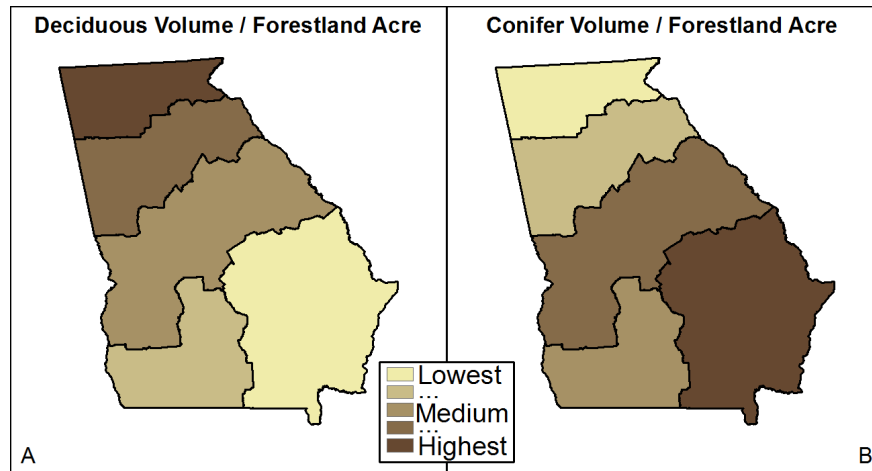 Deciduous Volume / Forestland Acre
Conifer Volume / Forestland Acre
Lowest
...
Medium
...
Highest
A
B